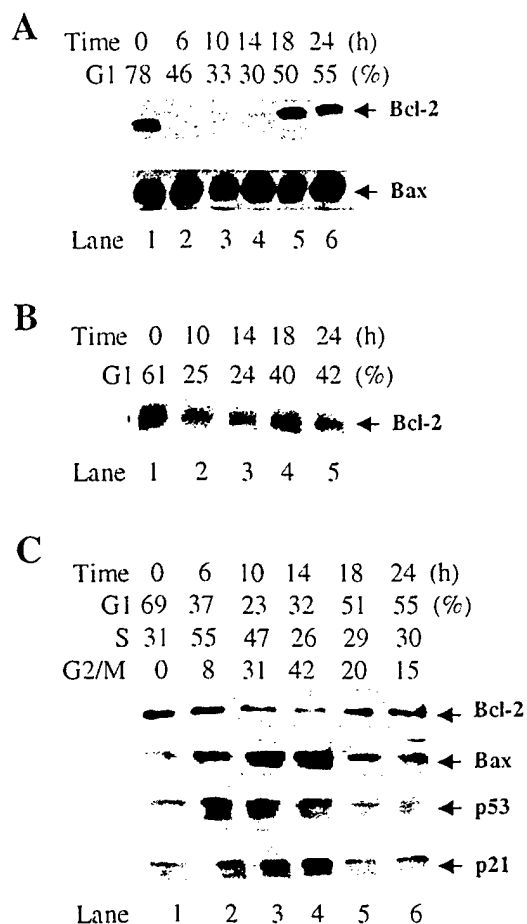 A
Time 0 6 10 14 18 24 (h)
G1 78 46 33 30 50 55 (%)
Bcl-2
Bax
Lane 1 2 3 4 5 6
B
Time 0 10 14 18 24 (h)
G1 61 25 24 40 42 (%)
Bcl-2
Lane 1 2 3 4 5
C
Time 0 6 10 14 18 24 (h)
G1 69 37 23 32 51 55 (%)
S 31 55 47 26 29 30
G2/M 0 8 31 42 20 15
Bcl-2
Bax
p53
p21
Lane 1 2 3 4 5 6